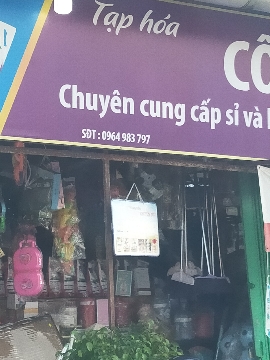 Tạp hóa
CÔ
Chuyên cung cấp sỉ và
SĐT : 0964 983 797